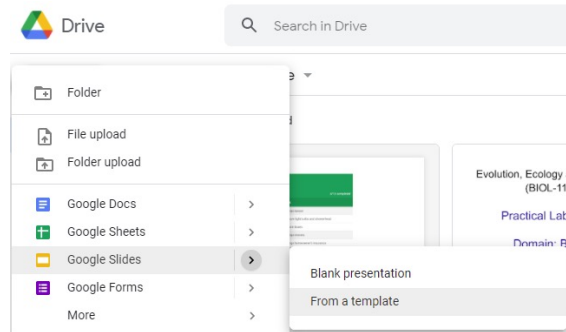 Drive
Search in Drive
Folder
File upload
Folder upload
Google Docs
Google Sheets
Google Slides
Google Forms
More
Blank presentation
From a template
Evolution, Ecology
(BIOL-11
Practical Lab
Domain: B